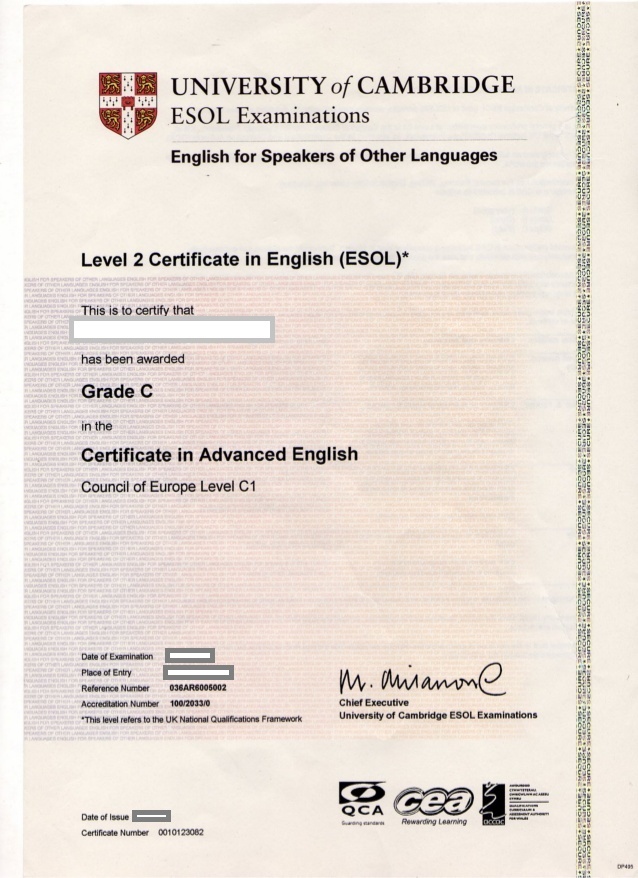 UNIVERSITY of CAMBRIDGE
ESOL Examinations
English for Speakers of Other Languages
Level 2 Certificate in English (ESOL)*
This is to certify that
has been awarded
Grade C
in the
Certificate in Advanced English
Council of Europe Level C1
Date of Examination
Place of Entry
Reference Number 036AR6005002
Accreditation Number 100/2033/0
*This level refers to the UK National Qualifications Framework
Chief Executive
University of Cambridge ESOL Examinations
QCA
Guarding standards
cea
Rewarding Learning
accac
Date of Issue
Certificate Number 0010123082
DP495
SECURE